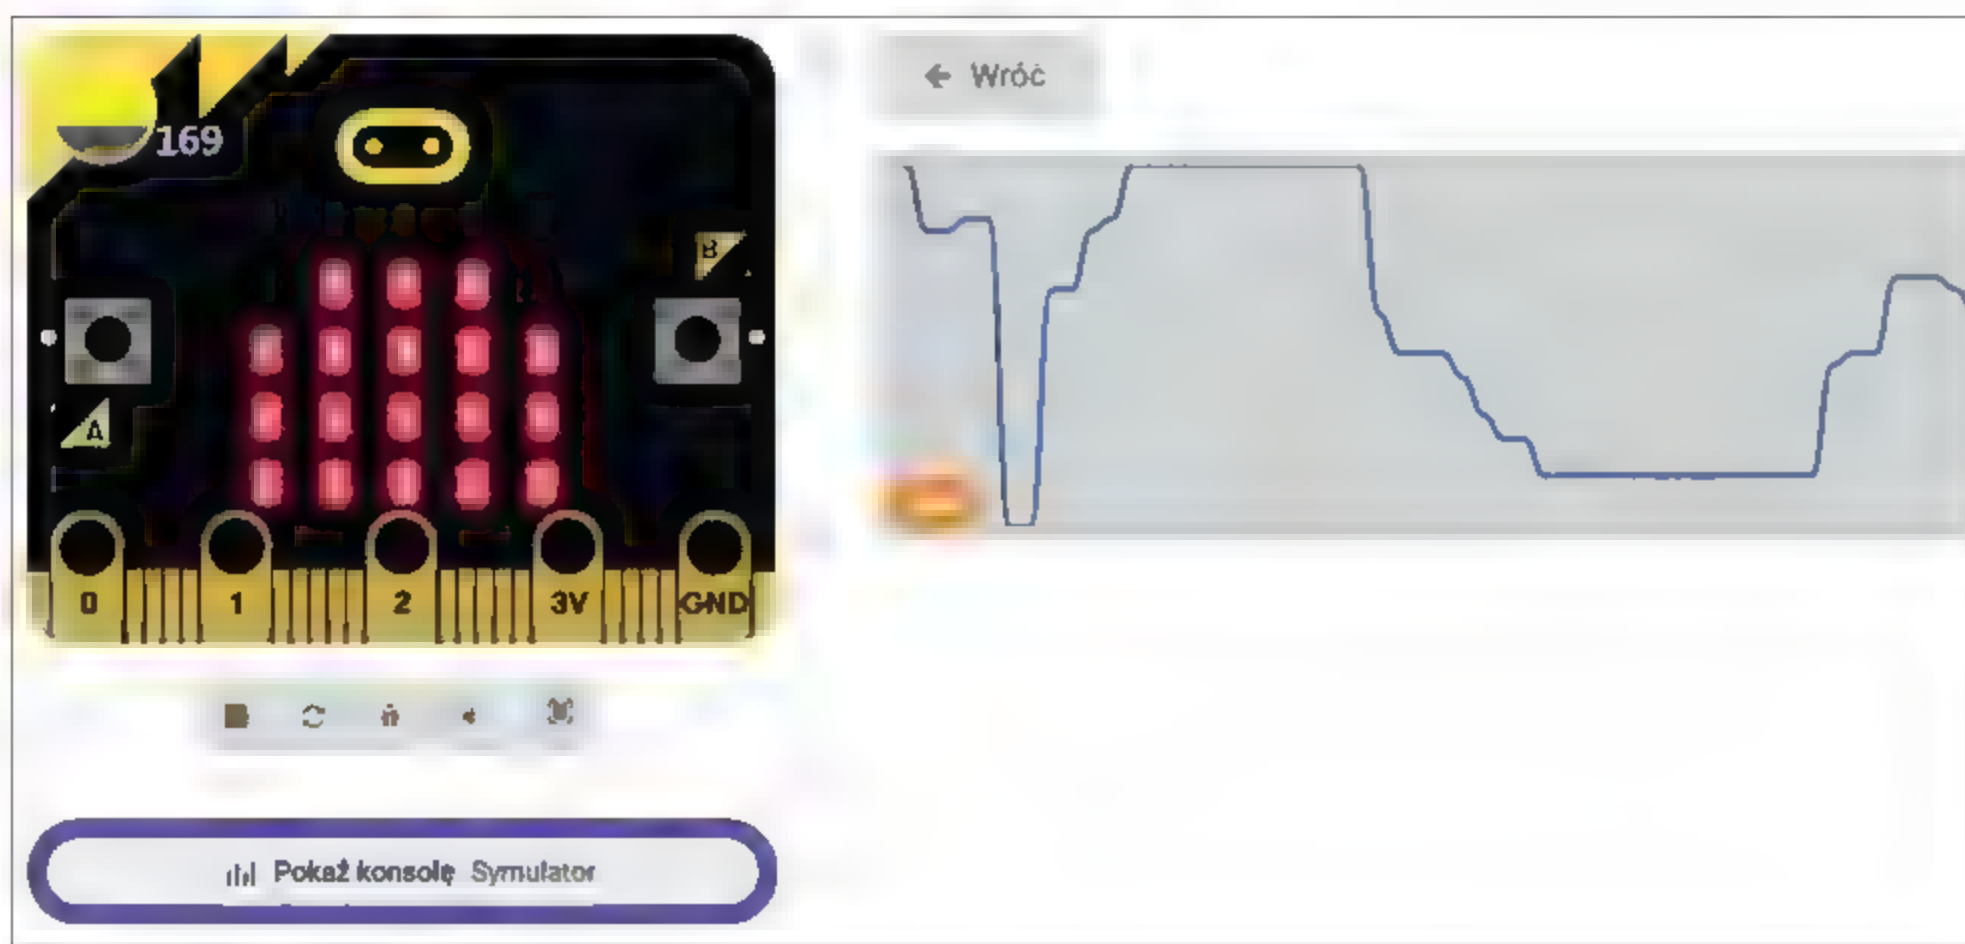 ← Wróć
169
B
A
0 1 2 3V GND
Pokaż konsolę Symulator